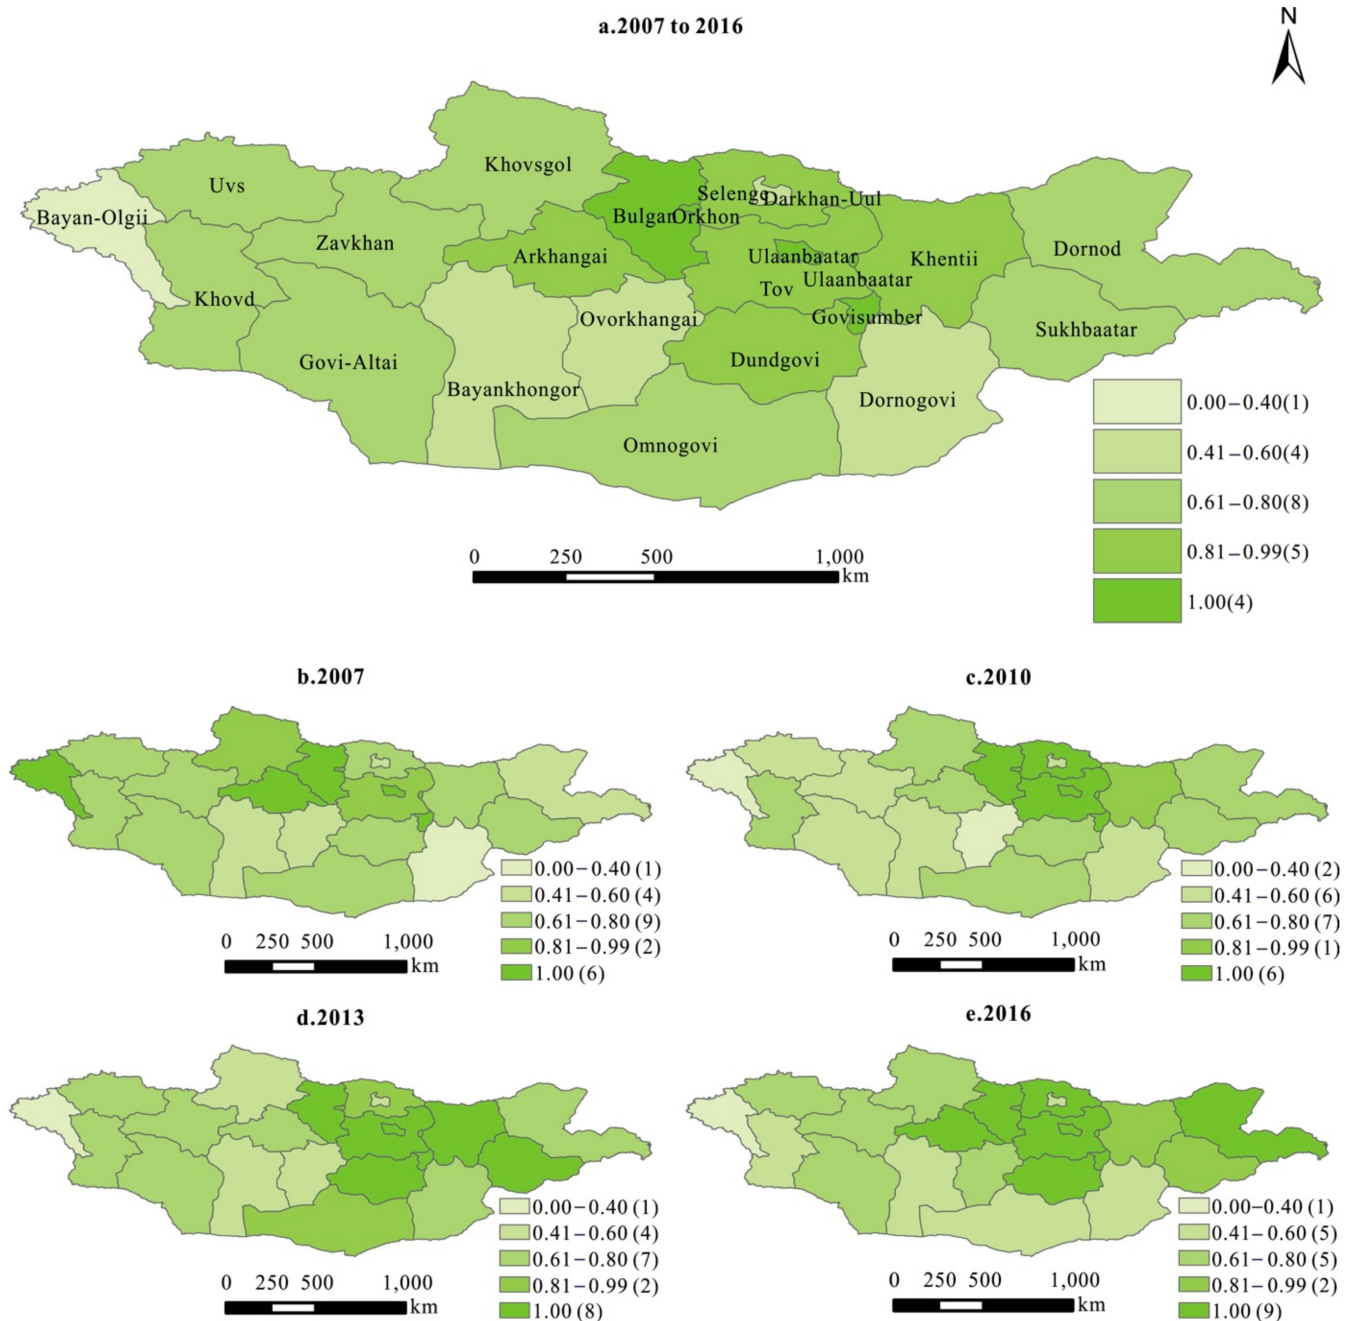 a.2007 to 2016
N
Khovsgol
Uvs
Selenge
Darkhan-Uul
Bayan-Olgii
Bulgan
Orkhon
Zavkhan
Arkhangai
Ulaanbaatar
Khentii
Dornod
Ulaanbaatar
Tov
Khovd
Ovorkhangai
Govisumber
Sukhbaatar
Govi-Altai
Dundgovi
Bayankhongor
Dornogovi
Omnogovi
0.00–0.40(1)
0.41–0.60(4)
0.61–0.80(8)
0.81–0.99(5)
1.00(4)
0 250 500 1,000
km
b.2007
0.00–0.40 (1)
0.41–0.60 (4)
0.61–0.80 (9)
0.81–0.99 (2)
1.00 (6)
0 250 500 1,000
km
c.2010
0.00–0.40 (2)
0.41–0.60 (6)
0.61–0.80 (7)
0.81–0.99 (1)
1.00 (6)
0 250 500 1,000
km
d.2013
0.00–0.40 (1)
0.41–0.60 (4)
0.61–0.80 (7)
0.81–0.99 (2)
1.00 (8)
0 250 500 1,000
km
e.2016
0.00–0.40 (1)
0.41–0.60 (5)
0.61–0.80 (5)
0.81–0.99 (2)
1.00 (9)
0 250 500 1,000
km